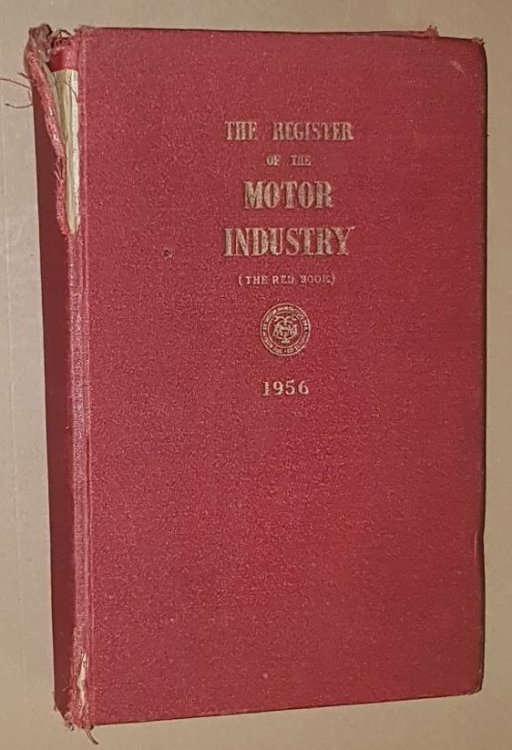 THE REGISTER
OF THE
MOTOR
INDUSTRY
(THE RED BOOK)
1956